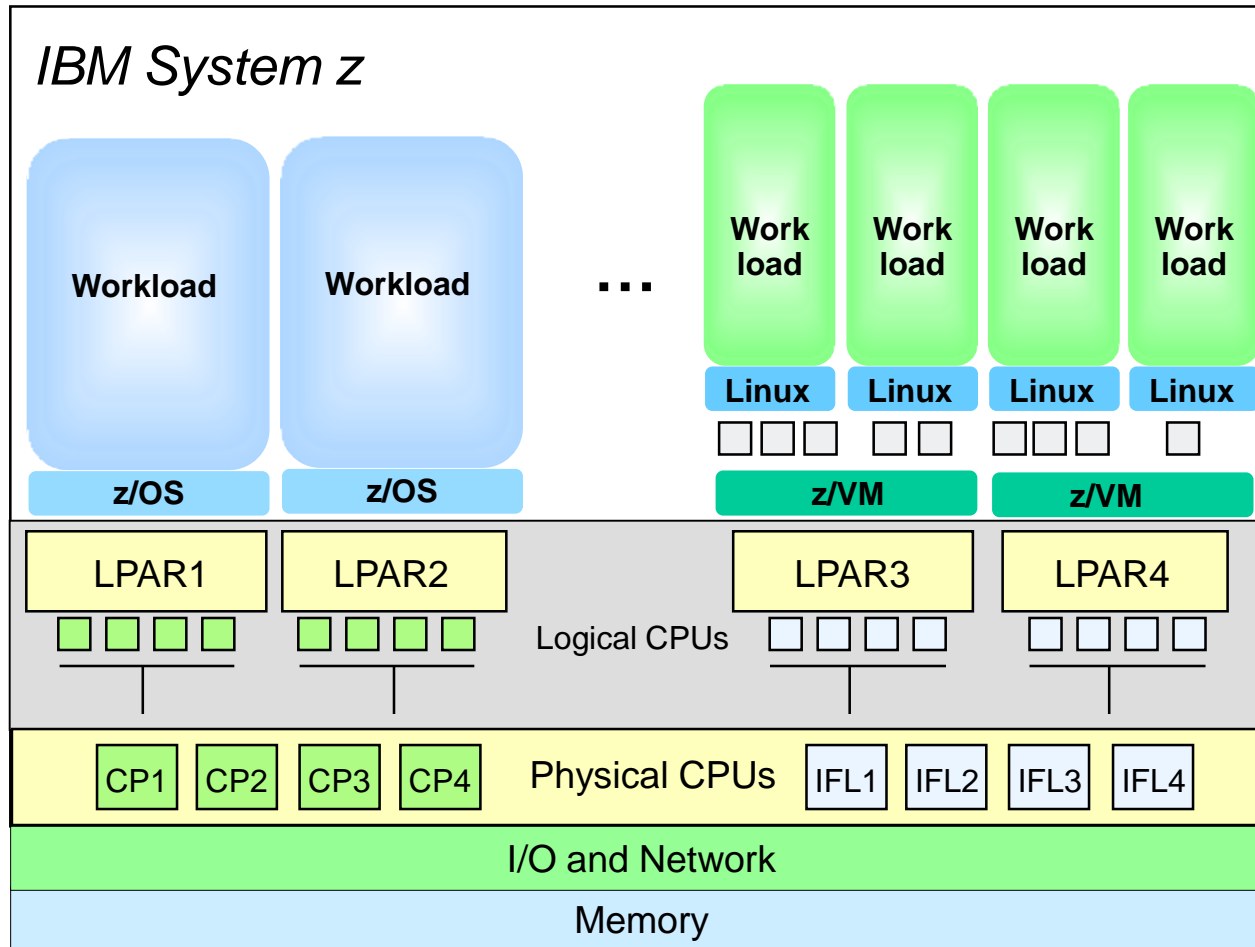 IBM System z
Workload
Workload
...
Work
load
Work
load
Work
load
Work
load
Linux
Linux
Linux
Linux
z/OS
z/OS
z/VM
z/VM
LPAR1
LPAR2
LPAR3
LPAR4
Logical CPUs
CP1
CP2
CP3
CP4
Physical CPUs
IFL1
IFL2
IFL3
IFL4
I/O and Network
Memory